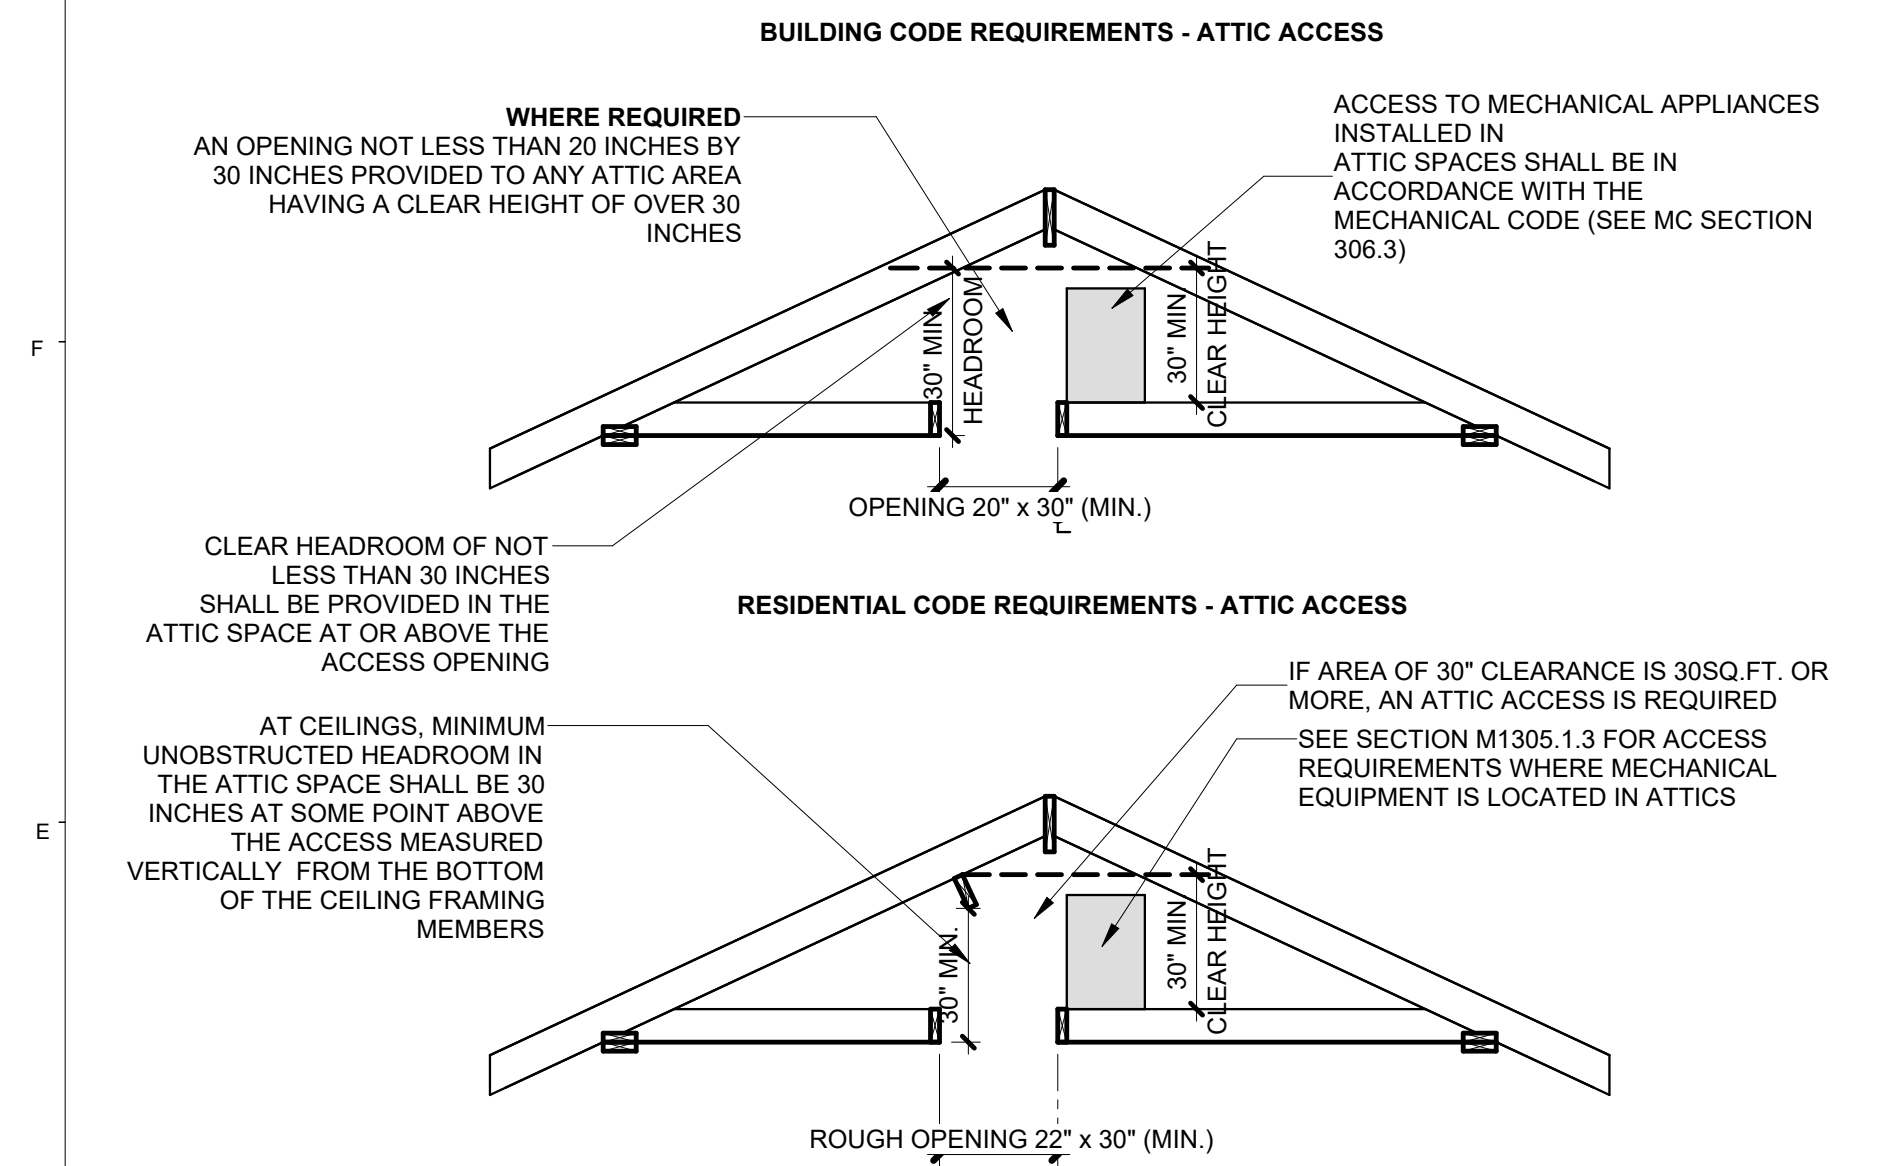 BUILDING CODE REQUIREMENTS - ATTIC ACCESS
WHERE REQUIRED
AN OPENING NOT LESS THAN 20 INCHES BY
30 INCHES PROVIDED TO ANY ATTIC AREA
HAVING A CLEAR HEIGHT OF OVER 30
INCHES
ACCESS TO MECHANICAL APPLIANCES
INSTALLED IN
ATTIC SPACES SHALL BE IN
ACCORDANCE WITH THE
MECHANICAL CODE (SEE MC SECTION
306.3)
F
30" MIN.
HEADROOM
30" MIN.
CLEAR HEIGHT
OPENING 20" x 30" (MIN.)
CLEAR HEADROOM OF NOT
LESS THAN 30 INCHES
SHALL BE PROVIDED IN THE
ATTIC SPACE AT OR ABOVE THE
ACCESS OPENING
RESIDENTIAL CODE REQUIREMENTS - ATTIC ACCESS
IF AREA OF 30" CLEARANCE IS 30SQ.FT. OR
MORE, AN ATTIC ACCESS IS REQUIRED
SEE SECTION M1305.1.3 FOR ACCESS
REQUIREMENTS WHERE MECHANICAL
EQUIPMENT IS LOCATED IN ATTICS
AT CEILINGS, MINIMUM
UNOBSTRUCTED HEADROOM IN
THE ATTIC SPACE SHALL BE 30
INCHES AT SOME POINT ABOVE
THE ACCESS MEASURED
VERTICALLY  FROM THE BOTTOM
OF THE CEILING FRAMING
MEMBERS
E
30" MIN.
30" MIN.
CLEAR HEIGHT
ROUGH OPENING 22" x 30" (MIN.)